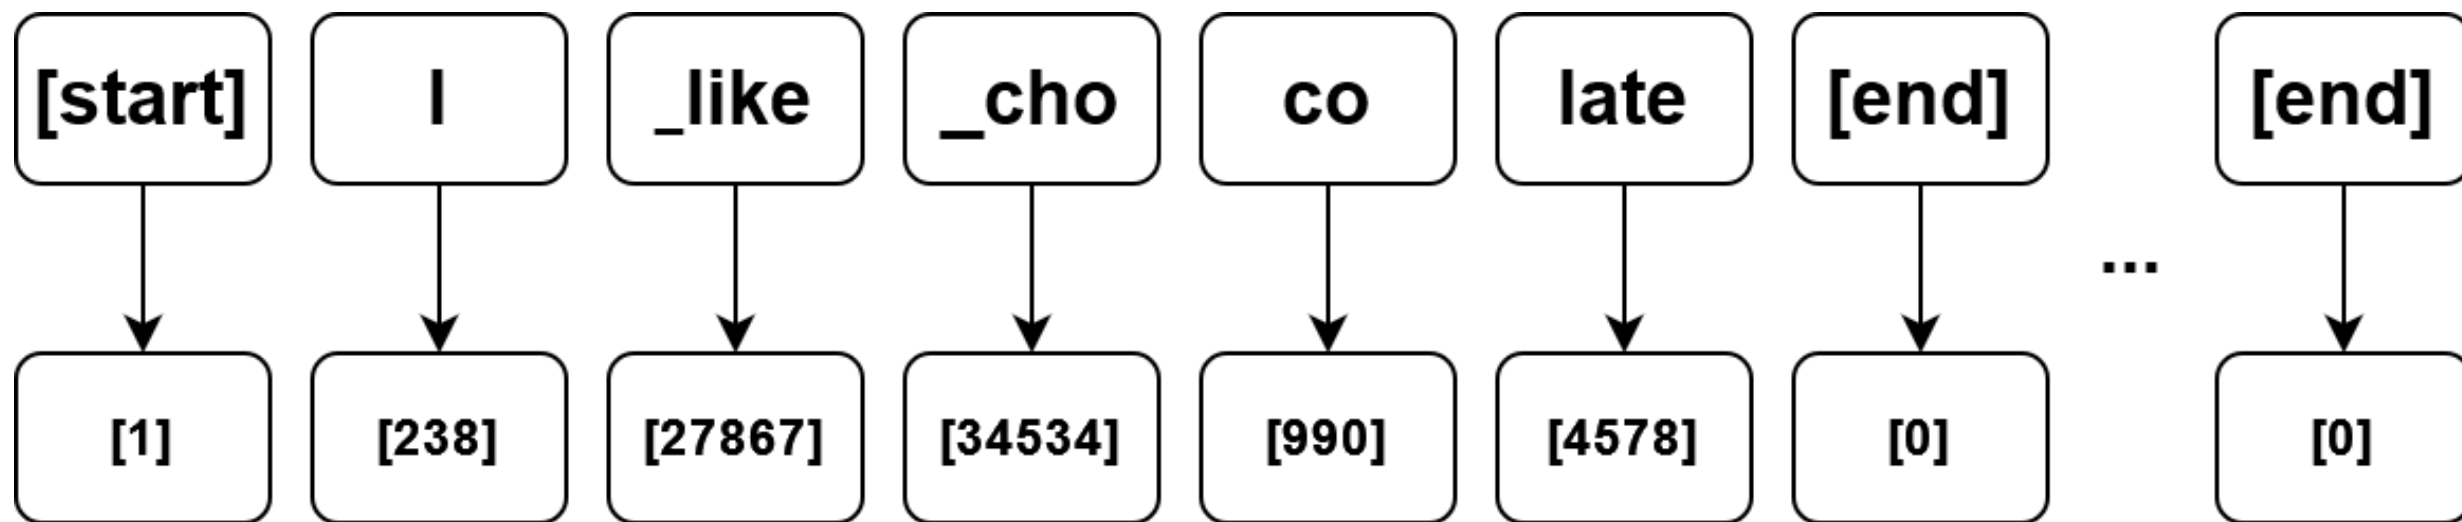 [start] I _like _cho co late [end] [end]
...
[1] [238] [27867] [34534] [990] [4578] [0] [0]